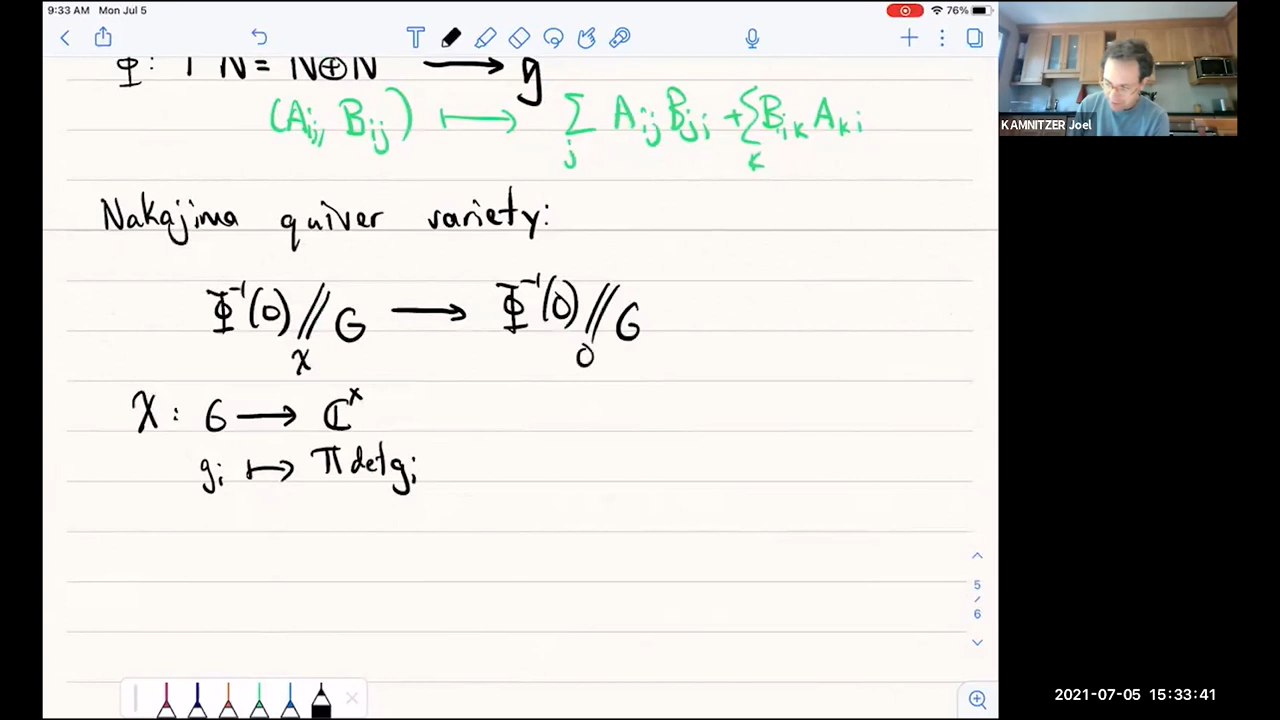 9:33 AM Mon Jul 5
76%
Φ: T*N = N⊕N* → g
(A_ij, B_ij) ↦ Σ_j A_ij B_ji + Σ_k B_ik A_ki
Nakajima quiver variety:
Φ⁻¹(0)//_χ G → Φ⁻¹(0)//_0 G
χ: G → ℂ^×
g_i ↦ π det g_i
5
6
KAMNITZER Joel
2021-07-05 15:33:41